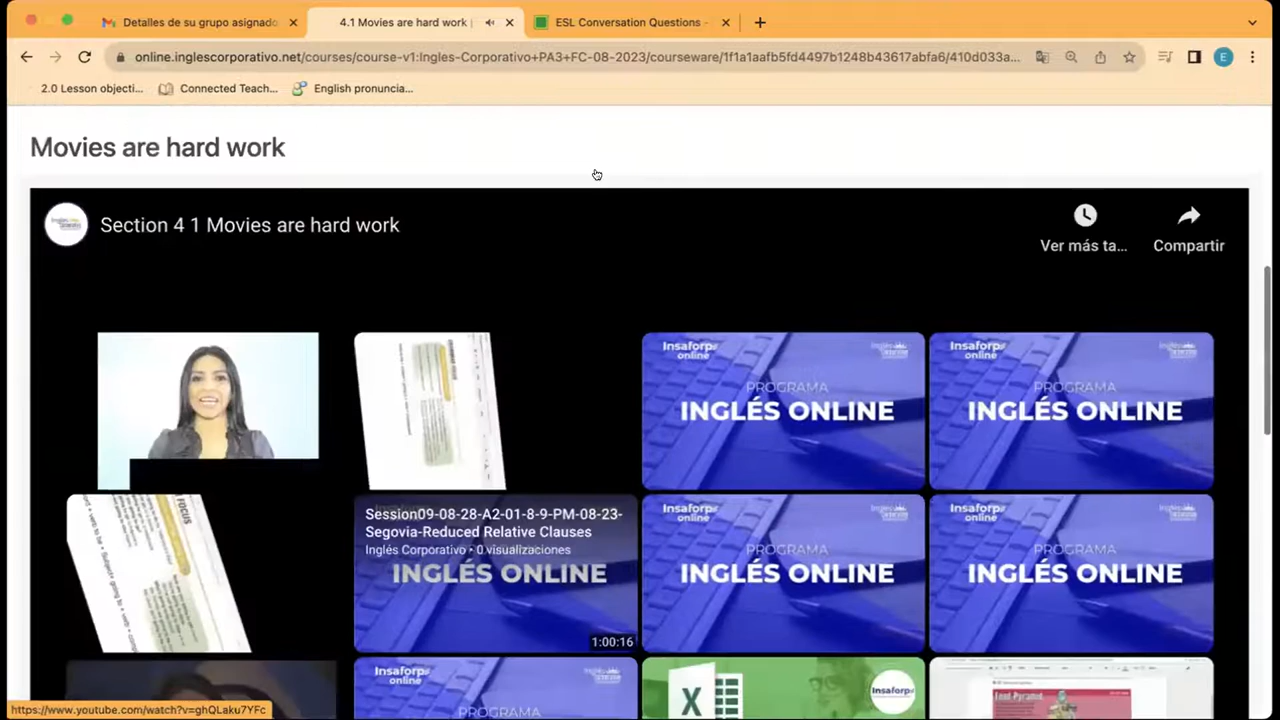 Detalles de su grupo asignado
4.1 Movies are hard work
ESL Conversation Questions -
online.inglescorporativo.net/courses/course-v1:Ingles-Corporativo+PA3+FC-08-2023/courseware/1f1a1aafb5fd4497b1248b43617abfa6/410d033a...
E
2.0 Lesson objecti...
Connected Teach...
English pronuncia...
Movies are hard work
Section 4 1 Movies are hard work
Ver más ta...
Compartir
Insaforp online
PROGRAMA
INGLÉS ONLINE
Insaforp online
PROGRAMA
INGLÉS ONLINE
FOCUS
Session09-08-28-A2-01-8-9-PM-08-23-
Segovia-Reduced Relative Clauses
Inglés Corporativo • 0 visualizaciones
INGLÉS ONLINE
1:00:16
Insaforp online
PROGRAMA
INGLÉS ONLINE
Insaforp online
PROGRAMA
INGLÉS ONLINE
Insaforp
X
Insaforp
Food Pyramid
https://www.youtube.com/watch?v=ghQLaku7YFc